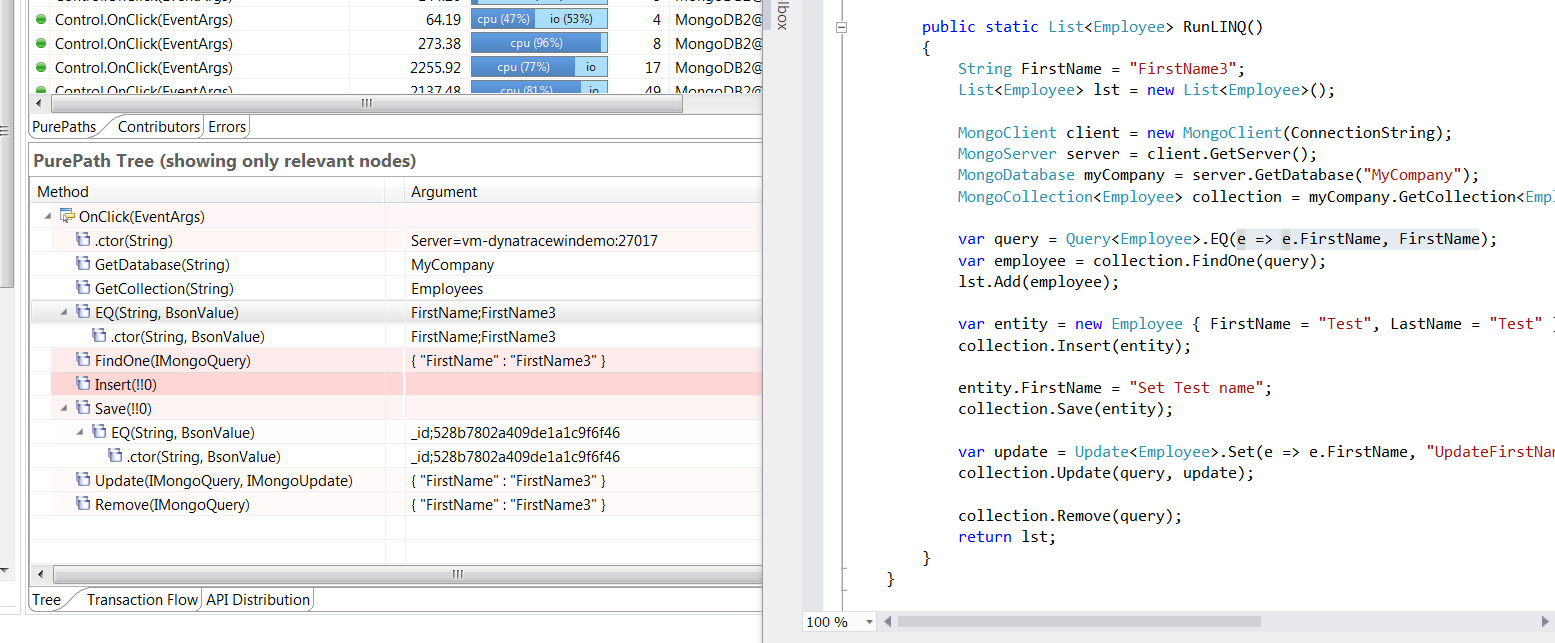 Control.OnClick(EventArgs) 64.19 cpu (47%) io (53%) 4 MongoDB2@
Control.OnClick(EventArgs) 273.38 cpu (96%) 8 MongoDB2@
Control.OnClick(EventArgs) 2255.92 cpu (77%) io 17 MongoDB2@
Control.OnClick(EventArgs) 2137.48 cpu (81%) io 49 MongoDB2@
PurePaths Contributors Errors
PurePath Tree (showing only relevant nodes)
Method Argument
OnClick(EventArgs)
.ctor(String) Server=vm-dynatracewindemo:27017
GetDatabase(String) MyCompany
GetCollection(String) Employees
EQ(String, BsonValue) FirstName;FirstName3
.ctor(String, BsonValue) FirstName;FirstName3
FindOne(IMongoQuery) { "FirstName" : "FirstName3" }
Insert(!!0)
Save(!!0)
EQ(String, BsonValue) _id;528b7802a409de1a1c9f6f46
.ctor(String, BsonValue) _id;528b7802a409de1a1c9f6f46
Update(IMongoQuery, IMongoUpdate) { "FirstName" : "FirstName3" }
Remove(IMongoQuery) { "FirstName" : "FirstName3" }
Tree Transaction Flow API Distribution
lbox
public static List<Employee> RunLINQ()
{
String FirstName = "FirstName3";
List<Employee> lst = new List<Employee>();
MongoClient client = new MongoClient(ConnectionString);
MongoServer server = client.GetServer();
MongoDatabase myCompany = server.GetDatabase("MyCompany");
MongoCollection<Employee> collection = myCompany.GetCollection<Empl
var query = Query<Employee>.EQ(e => e.FirstName, FirstName);
var employee = collection.FindOne(query);
lst.Add(employee);
var entity = new Employee { FirstName = "Test", LastName = "Test" }
collection.Insert(entity);
entity.FirstName = "Set Test name";
collection.Save(entity);
var update = Update<Employee>.Set(e => e.FirstName, "UpdateFirstNam
collection.Update(query, update);
collection.Remove(query);
return lst;
}
}
100 %